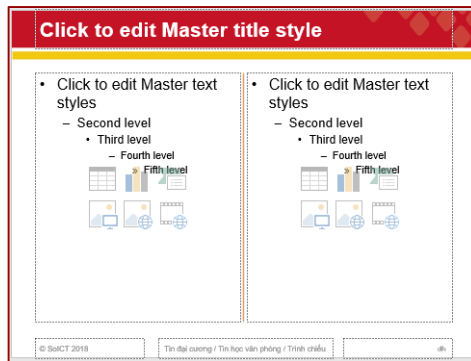 Click to edit Master title style
• Click to edit Master text
styles
– Second level
• Third level
– Fourth level
» Fifth level
• Click to edit Master text
styles
– Second level
• Third level
– Fourth level
» Fifth level
© SoICT 2018
Tin đại cương / Tin học văn phòng / Trình chiếu
‹#›